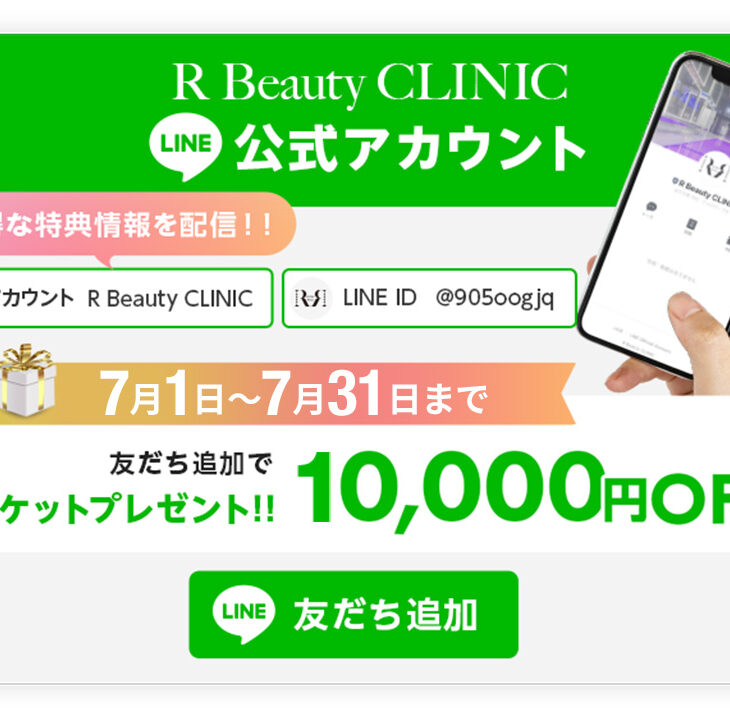 R Beauty CLINIC
LINE 公式アカウント
な特典情報を配信!!
カウント R Beauty CLINIC
LINE ID @905oogjq
R Beauty CLIN
7月1日〜7月31日まで
友だち追加で
ケットプレゼント!!
10,000円OF
LINE 友だち追加